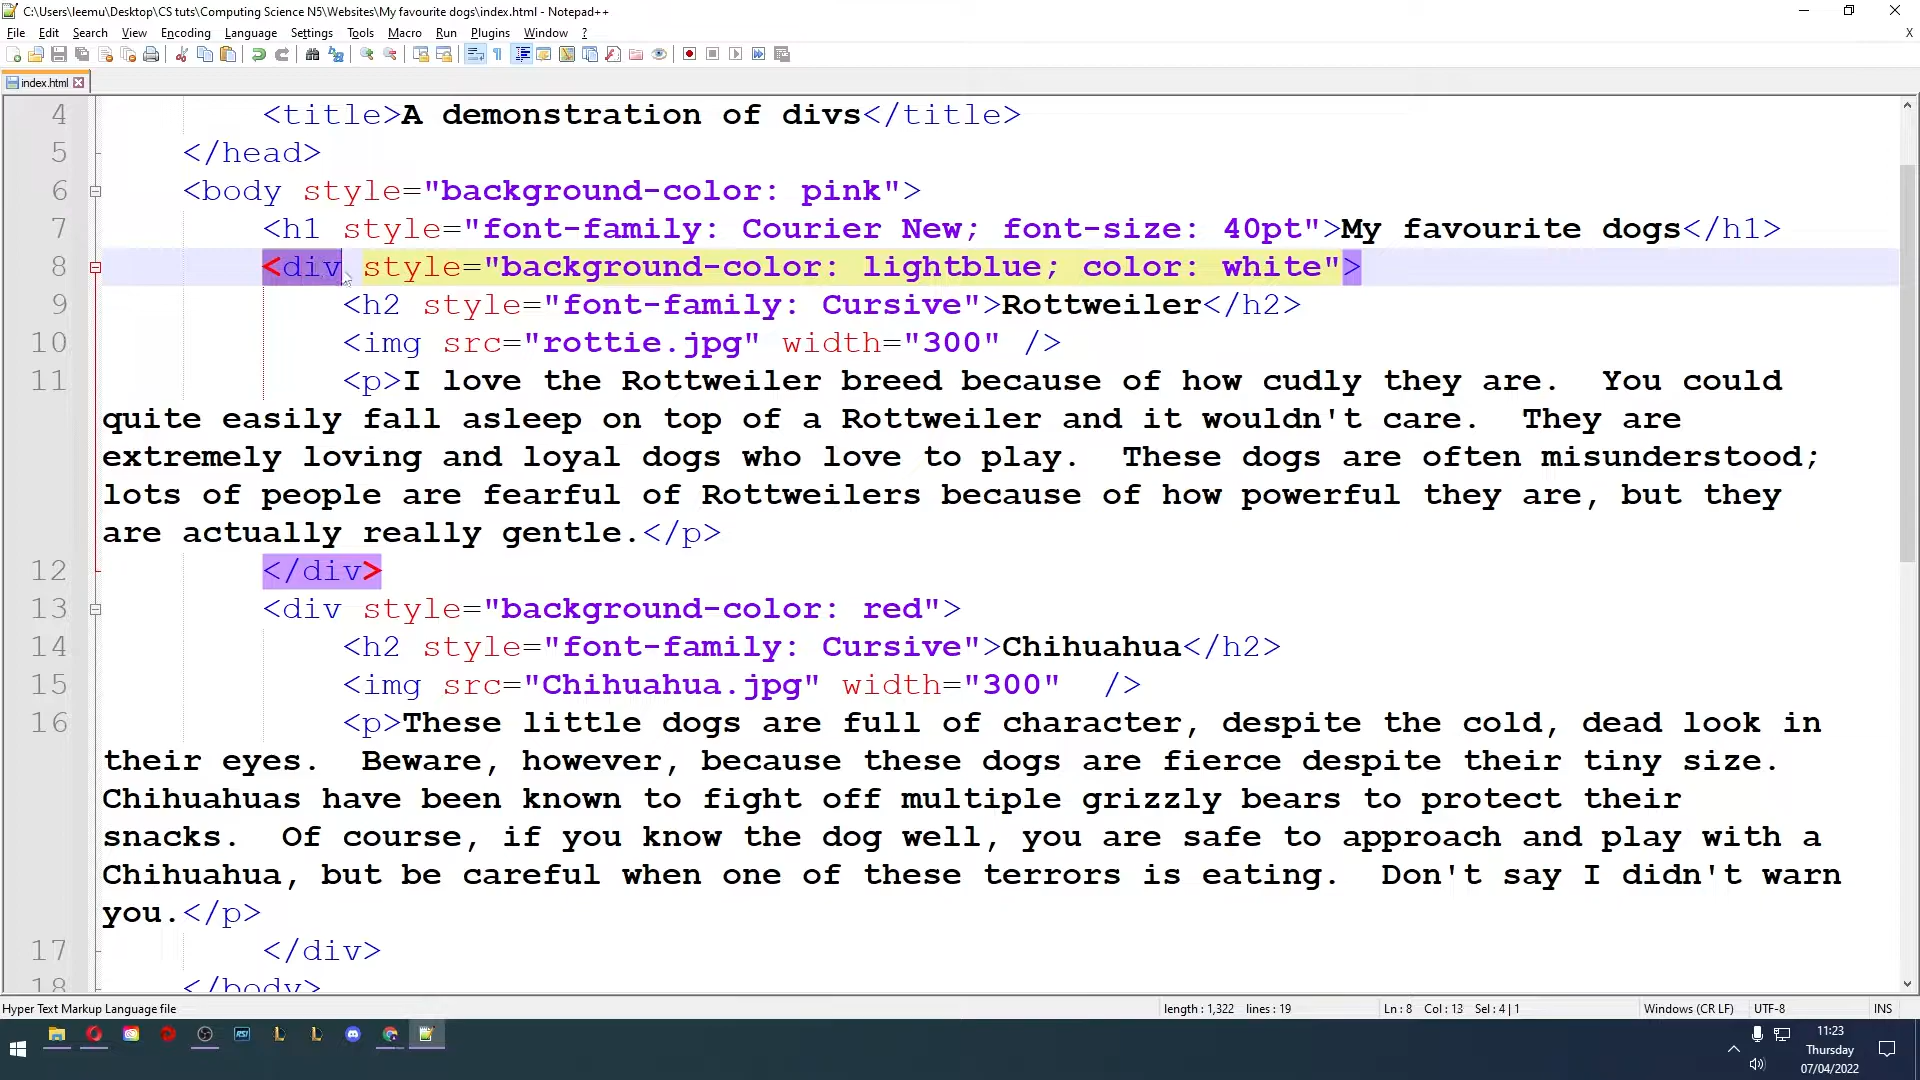 C:\Users\leemu\Desktop\CS tuts\Computing Science N5\Websites\My favourite dogs\index.html - Notepad++
File Edit Search View Encoding Language Settings Tools Macro Run Plugins Window ? X
index.html
4 <title>A demonstration of divs</title>
5 </head>
6 <body style="background-color: pink">
7 <h1 style="font-family: Courier New; font-size: 40pt">My favourite dogs</h1>
8 <div style="background-color: lightblue; color: white">
9 <h2 style="font-family: Cursive">Rottweiler</h2>
10 <img src="rottie.jpg" width="300" />
11 <p>I love the Rottweiler breed because of how cudly they are.  You could
quite easily fall asleep on top of a Rottweiler and it wouldn't care.  They are
extremely loving and loyal dogs who love to play.  These dogs are often misunderstood;
lots of people are fearful of Rottweilers because of how powerful they are, but they
are actually really gentle.</p>
12 </div>
13 <div style="background-color: red">
14 <h2 style="font-family: Cursive">Chihuahua</h2>
15 <img src="Chihuahua.jpg" width="300"  />
16 <p>These little dogs are full of character, despite the cold, dead look in
their eyes.  Beware, however, because these dogs are fierce despite their tiny size.
Chihuahuas have been known to fight off multiple grizzly bears to protect their
snacks.  Of course, if you know the dog well, you are safe to approach and play with a
Chihuahua, but be careful when one of these terrors is eating.  Don't say I didn't warn
you.</p>
17 </div>
18 </body>
Hyper Text Markup Language file length : 1,322 lines : 19 Ln : 8 Col : 13 Sel : 4 | 1 Windows (CR LF) UTF-8 INS
11:23
Thursday
07/04/2022